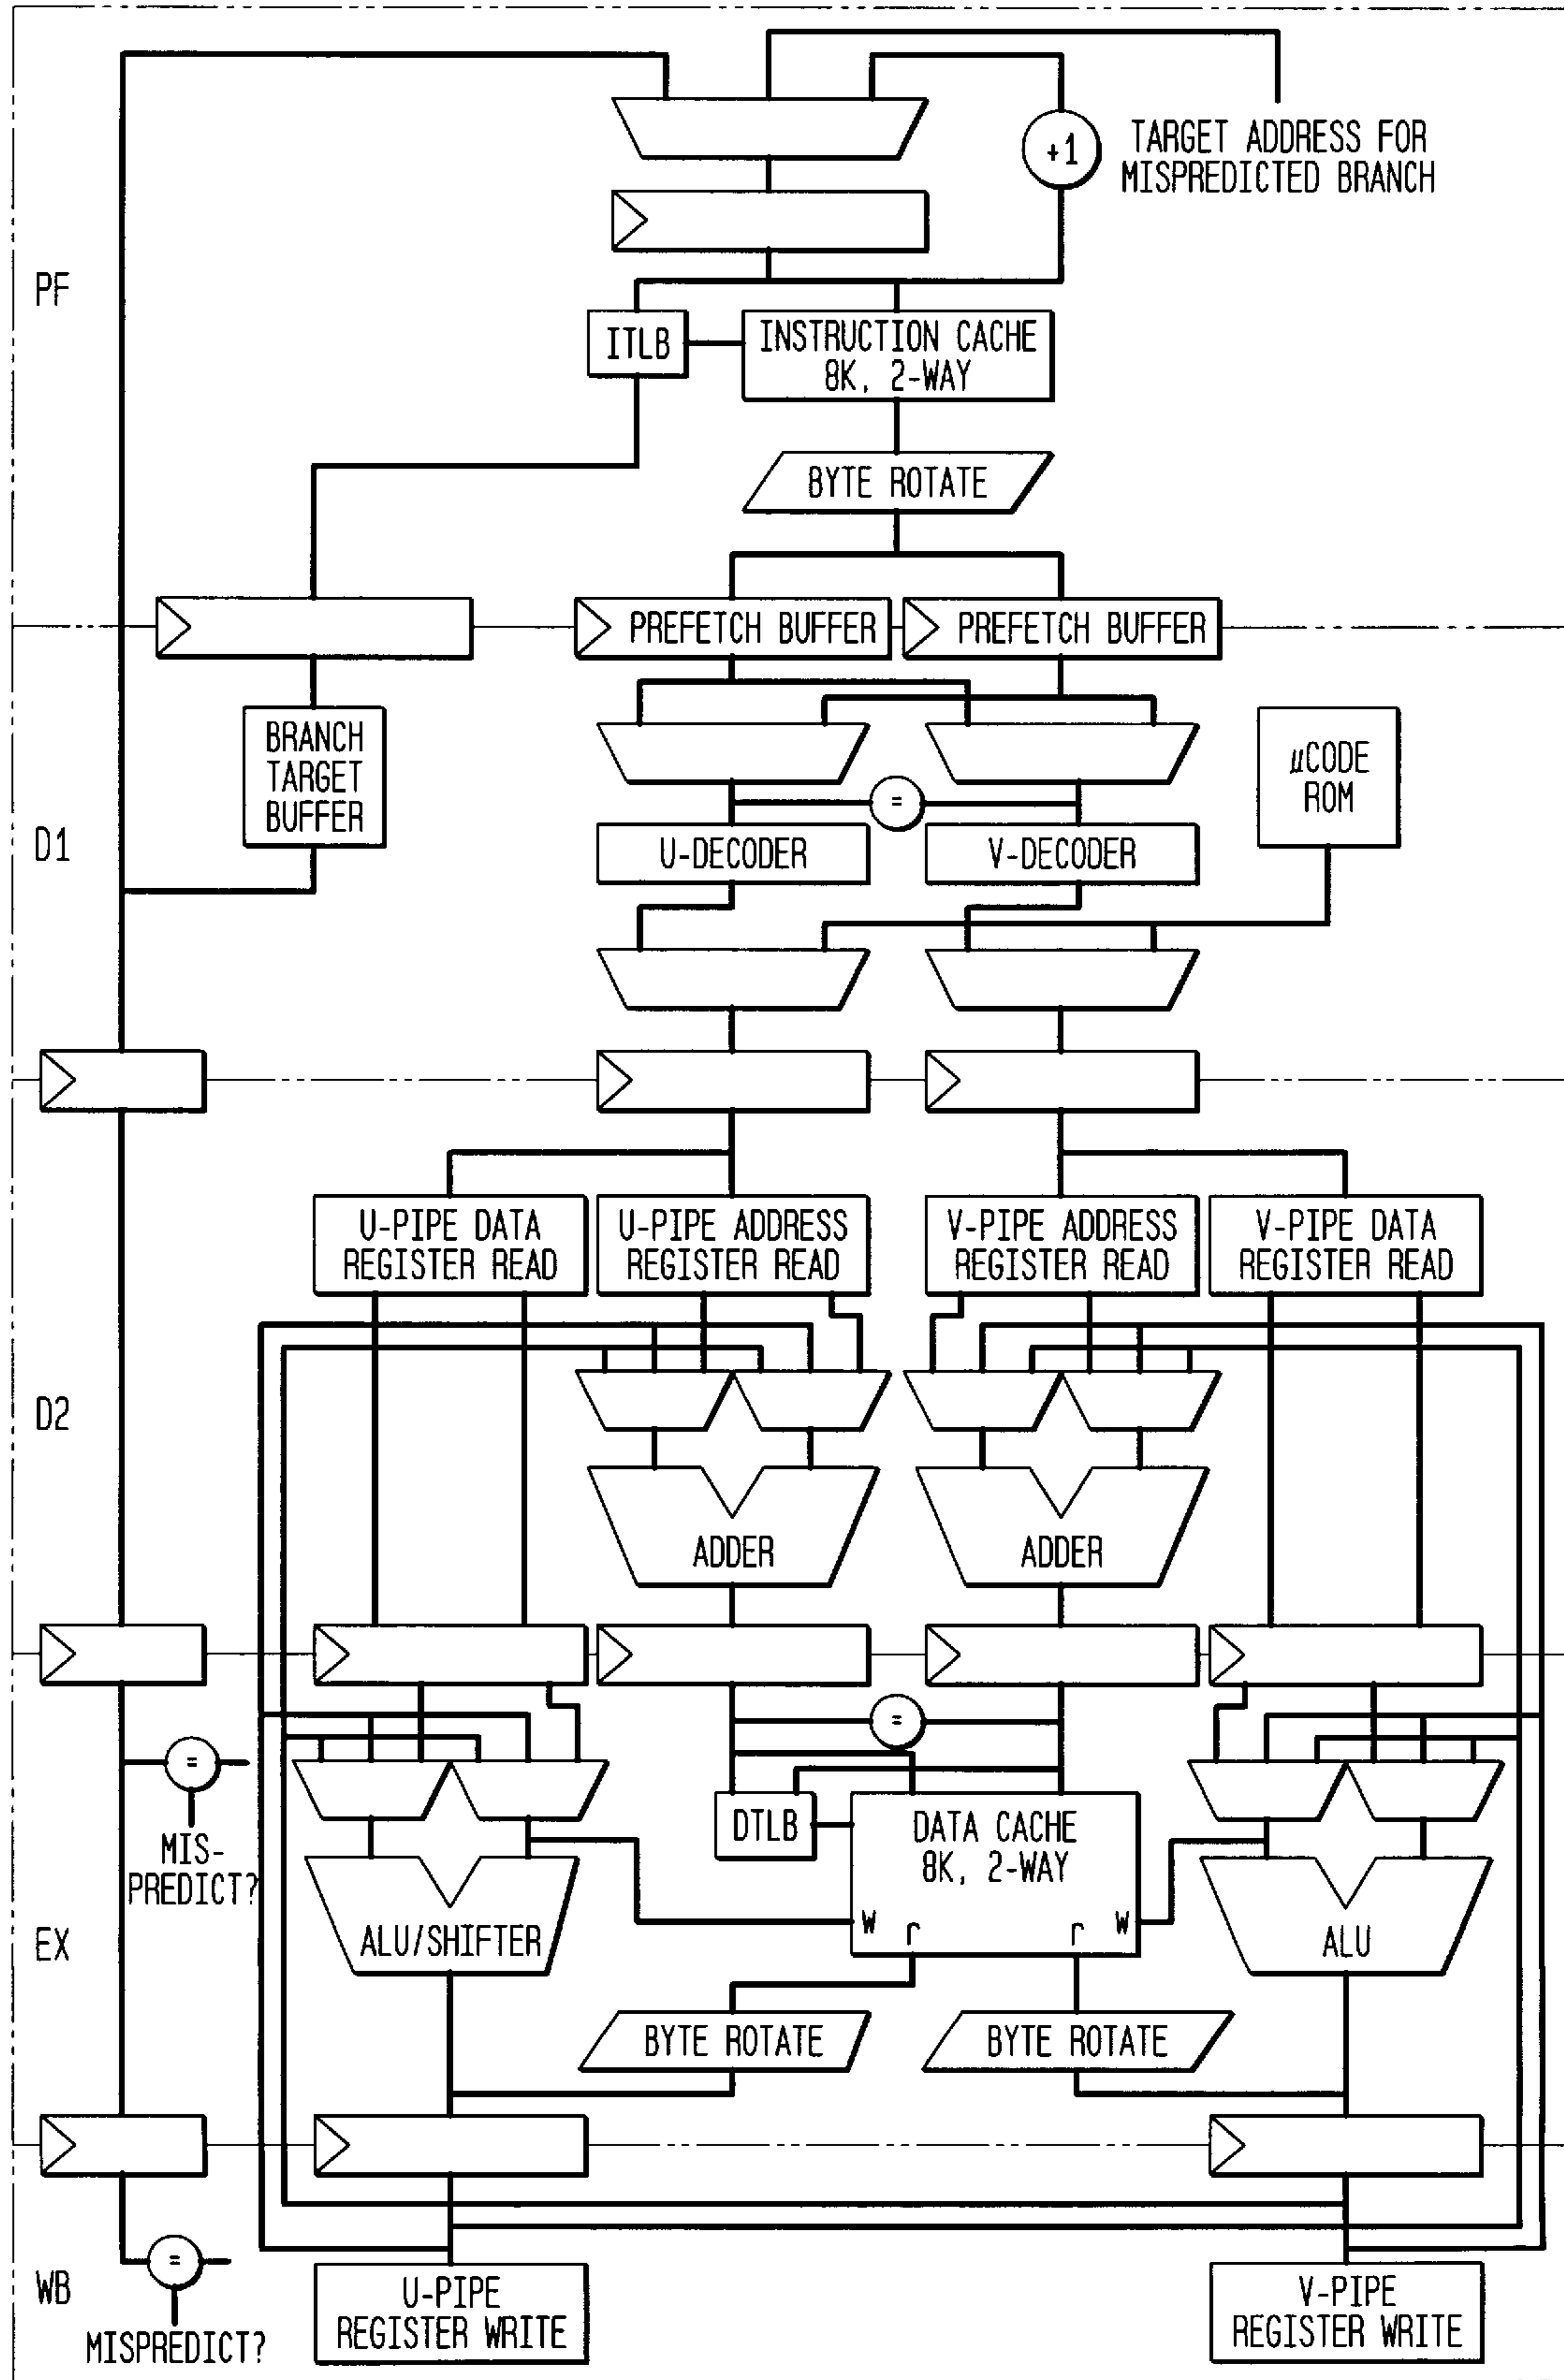 +1
TARGET ADDRESS FOR
MISPREDICTED BRANCH
PF
ITLB
INSTRUCTION CACHE
8K, 2-WAY
BYTE ROTATE
PREFETCH BUFFER
PREFETCH BUFFER
BRANCH
TARGET
BUFFER
μCODE
ROM
=
D1
U-DECODER
V-DECODER
U-PIPE DATA
REGISTER READ
U-PIPE ADDRESS
REGISTER READ
V-PIPE ADDRESS
REGISTER READ
V-PIPE DATA
REGISTER READ
D2
ADDER
ADDER
=
=
MIS-
PREDICT?
DTLB
DATA CACHE
8K, 2-WAY
W
r
r
W
EX
ALU/SHIFTER
ALU
BYTE ROTATE
BYTE ROTATE
=
WB
MISPREDICT?
U-PIPE
REGISTER WRITE
V-PIPE
REGISTER WRITE